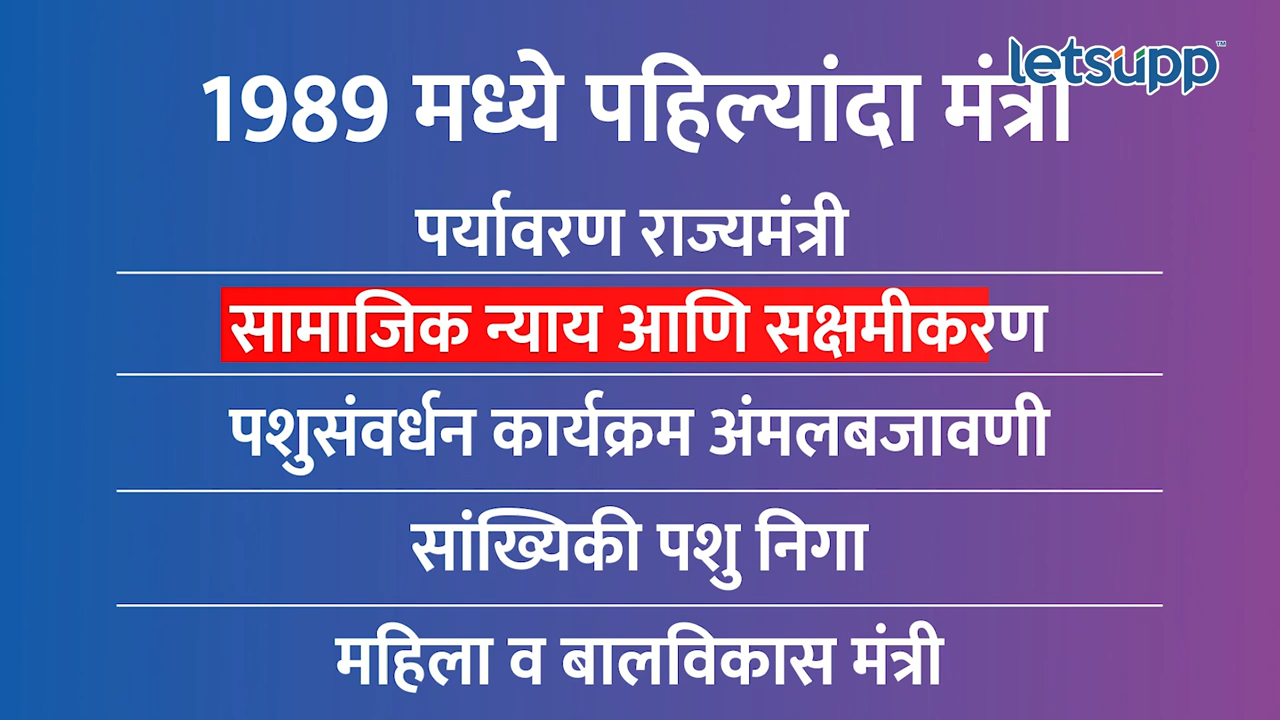 letsupp™
1989 मध्ये पहिल्यांदा मंत्री
पर्यावरण राज्यमंत्री
सामाजिक न्याय आणि सक्षमीकरण
पशुसंवर्धन कार्यक्रम अंमलबजावणी
सांख्यिकी पशु निगा
महिला व बालविकास मंत्री